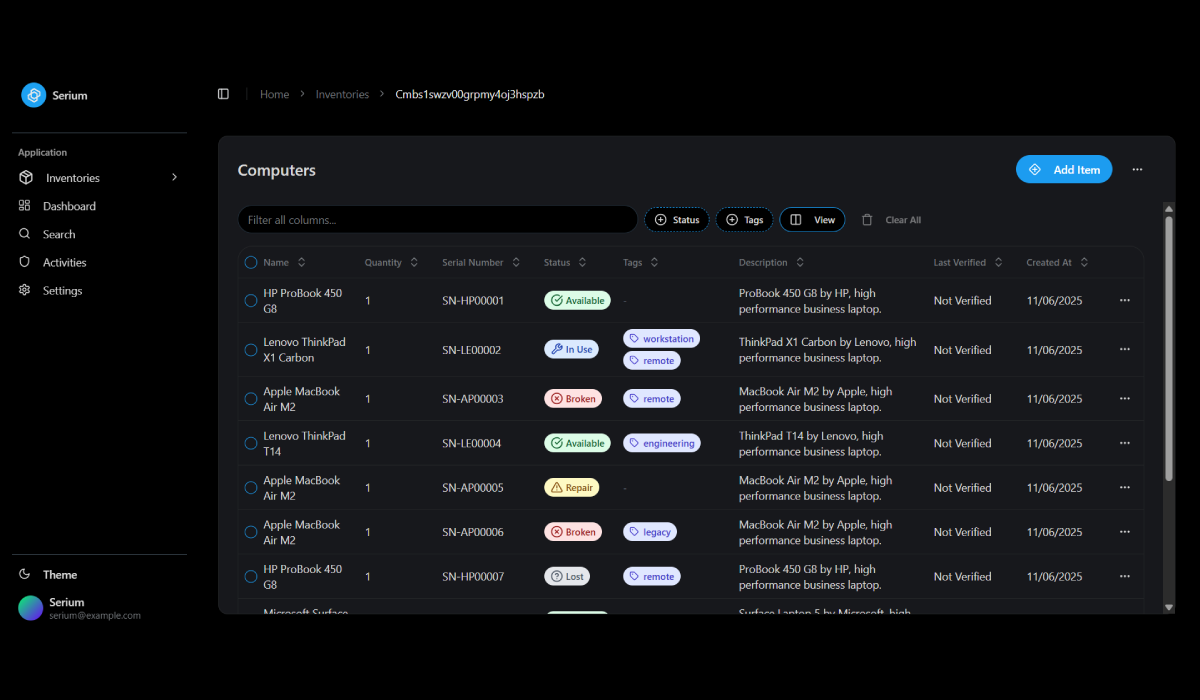 Serium
Home > Inventories > Cmbs1swzv00grpmy4oj3hspzb
Application
Inventories
Dashboard
Search
Activities
Settings
Theme
Serium
serium@example.com
Computers
Add Item
Filter all columns...
Status
Tags
View
Clear All
Name Quantity Serial Number Status Tags Description Last Verified Created At
HP ProBook 450
G8
1
SN-HP00001
Available
-
ProBook 450 G8 by HP, high
performance business laptop.
Not Verified
11/06/2025
Lenovo ThinkPad
X1 Carbon
1
SN-LE00002
In Use
workstation
remote
ThinkPad X1 Carbon by Lenovo, high
performance business laptop.
Not Verified
11/06/2025
Apple MacBook
Air M2
1
SN-AP00003
Broken
remote
MacBook Air M2 by Apple, high
performance business laptop.
Not Verified
11/06/2025
Lenovo ThinkPad
T14
1
SN-LE00004
Available
engineering
ThinkPad T14 by Lenovo, high
performance business laptop.
Not Verified
11/06/2025
Apple MacBook
Air M2
1
SN-AP00005
Repair
-
MacBook Air M2 by Apple, high
performance business laptop.
Not Verified
11/06/2025
Apple MacBook
Air M2
1
SN-AP00006
Broken
legacy
MacBook Air M2 by Apple, high
performance business laptop.
Not Verified
11/06/2025
HP ProBook 450
G8
1
SN-HP00007
Lost
remote
ProBook 450 G8 by HP, high
performance business laptop.
Not Verified
11/06/2025
Microsoft Surface
Surface Laptop 5 by Microsoft, high